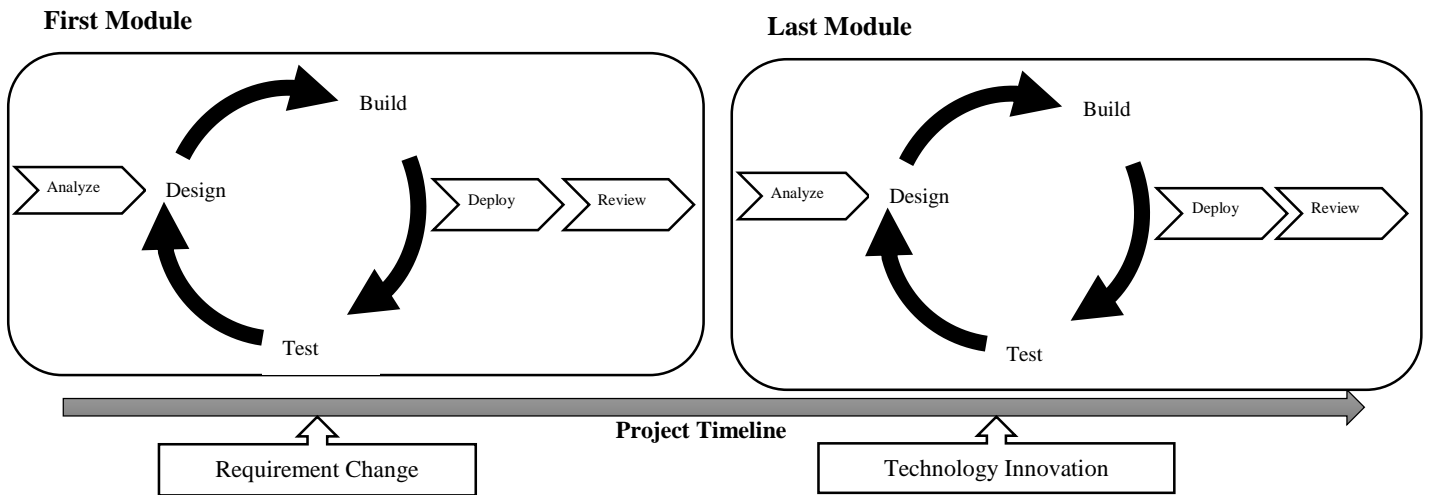 First Module
Build
Analyze
Design
Deploy
Review
Test
Last Module
Build
Analyze
Design
Deploy
Review
Test
Project Timeline
Requirement Change
Technology Innovation